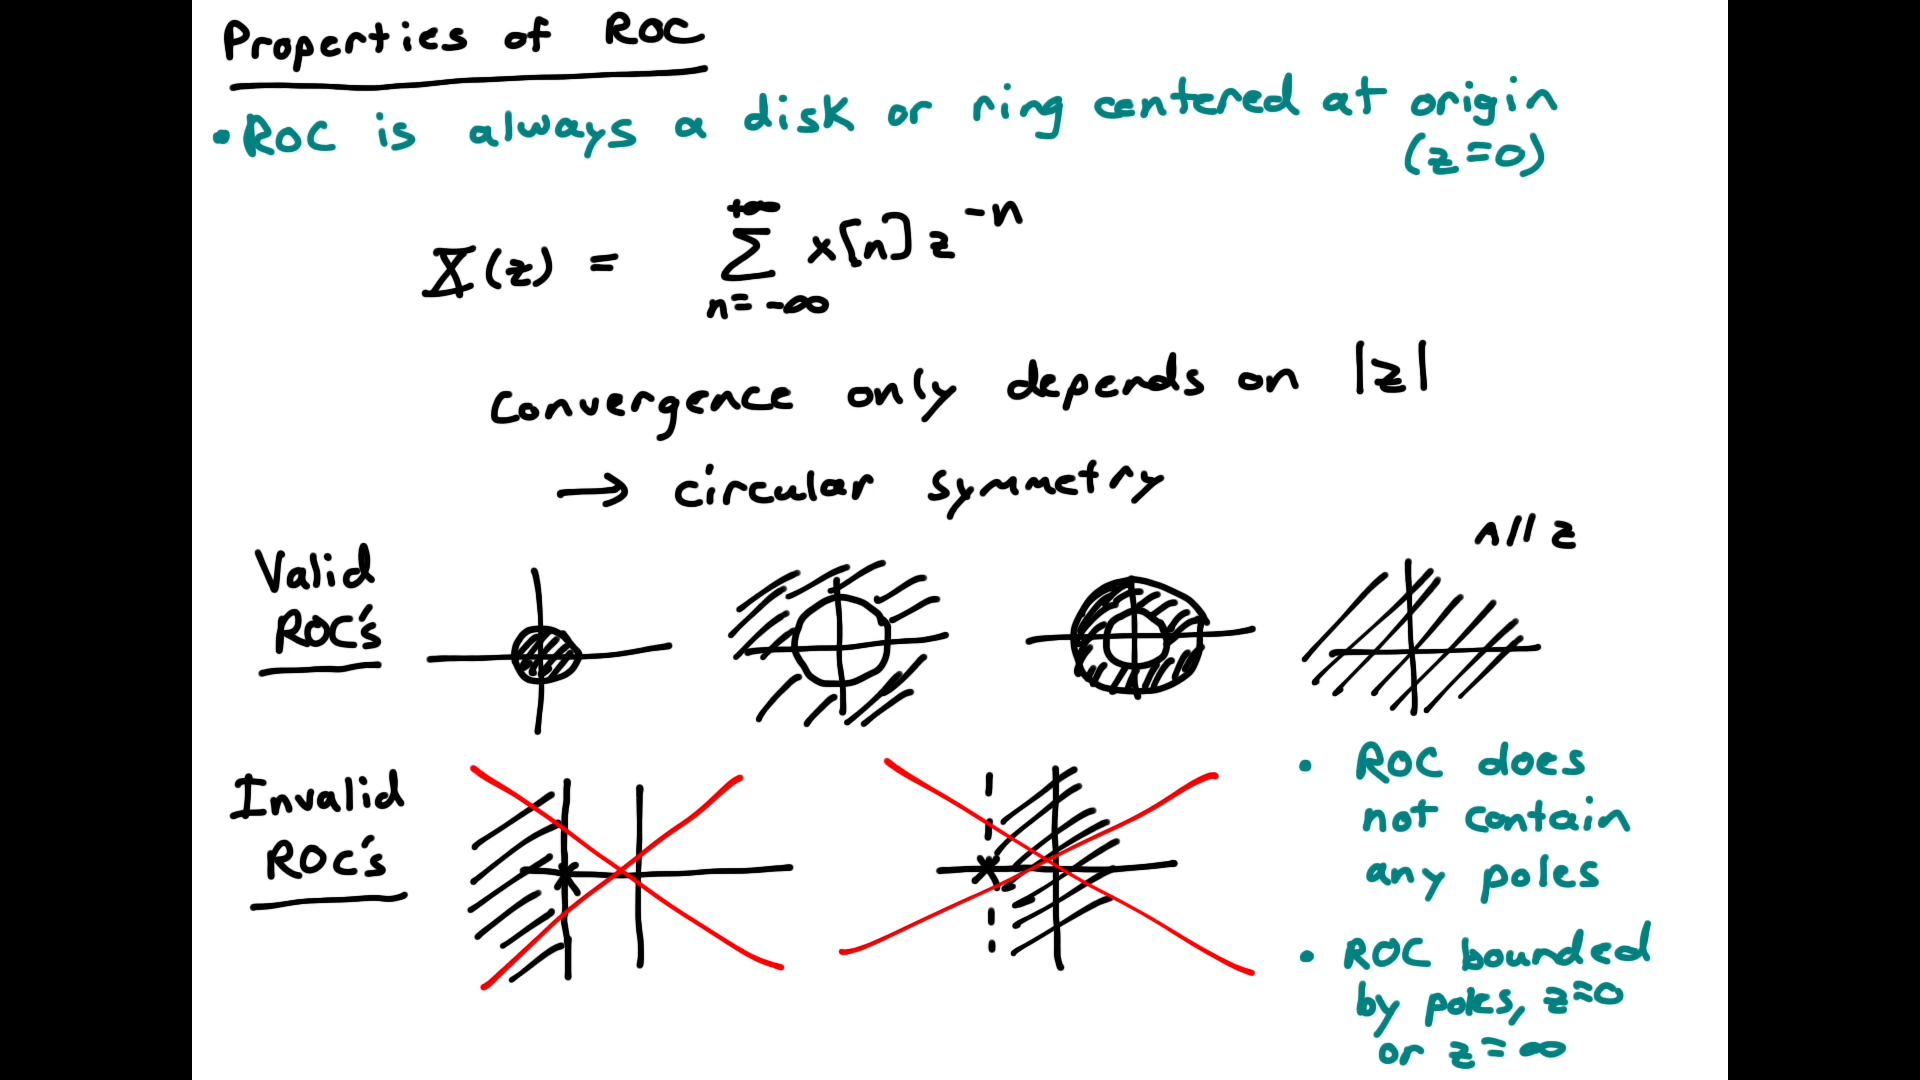 Properties of ROC
• ROC is always a disk or ring centered at origin
(z=0)
X(z) = +∞ ∑ n=-∞ x[n] z^-n
Convergence only depends on |z|
→ circular symmetry
Valid
ROC's
all z
Invalid
ROC's
• ROC does
not contain
any poles
• ROC bounded
by poles, z=0
or z=∞